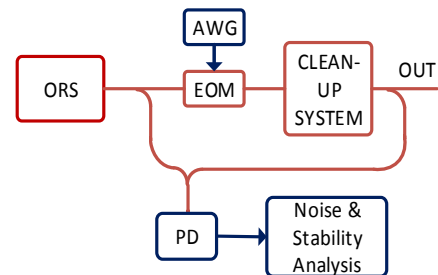 AWG
ORS
EOM
CLEAN-
UP
SYSTEM
OUT
PD
Noise &
Stability
Analysis